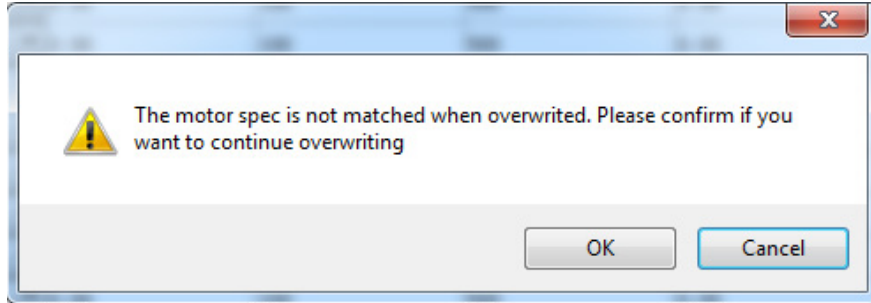 The motor spec is not matched when overwrited. Please confirm if you
want to continue overwriting
OK
Cancel